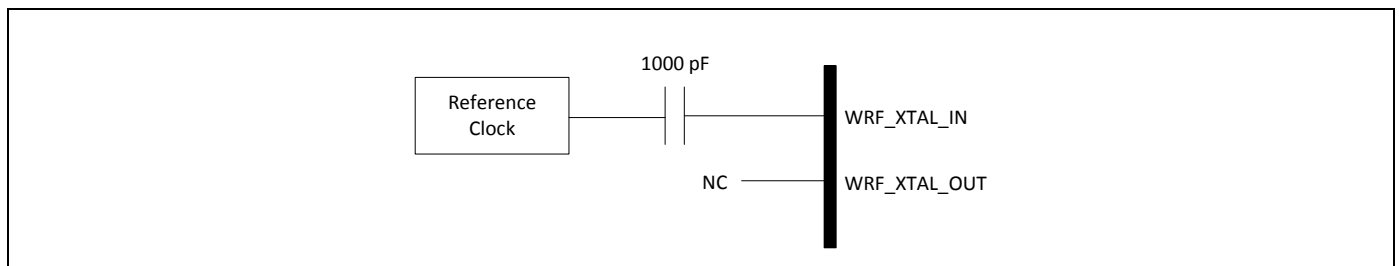 1000 pF
Reference
Clock
WRF_XTAL_IN
NC
WRF_XTAL_OUT